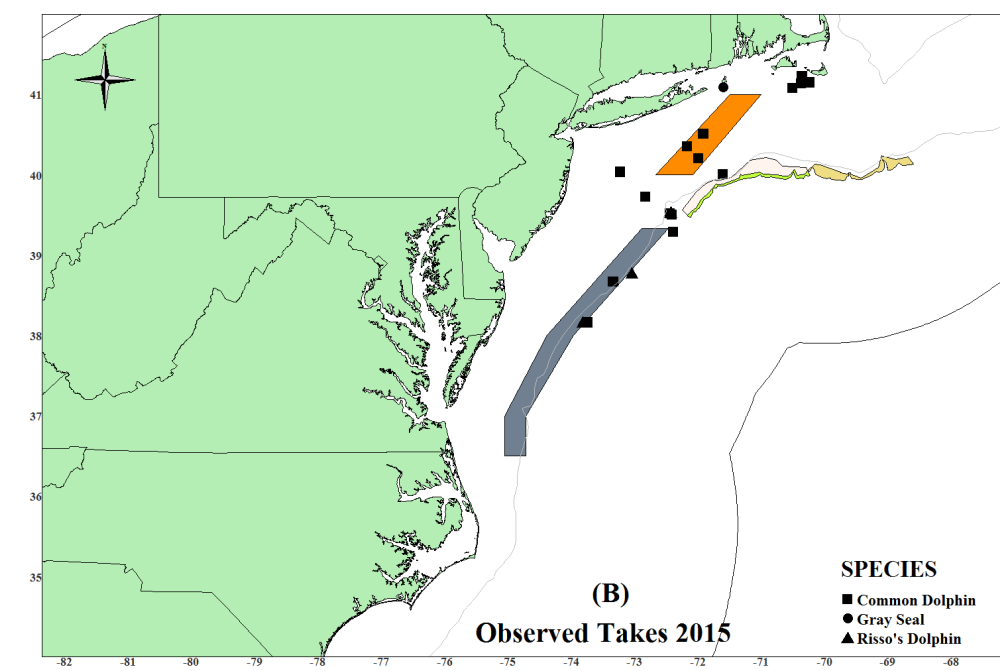 N
41
40
39
38
37
36
35
SPECIES
(B)
Common Dolphin
Gray Seal
Observed Takes 2015
Risso's Dolphin
-82 -81 -80 -79 -78 -77 -76 -75 -74 -73 -72 -71 -70 -69 -68